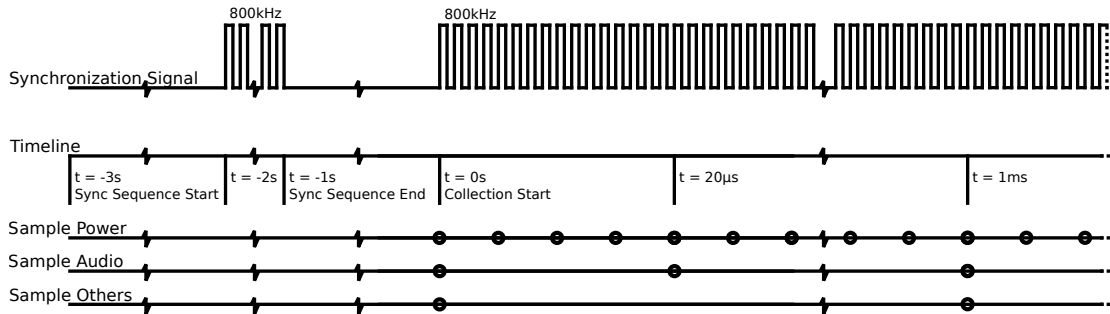 800kHz
800kHz
Synchronization Signal
Timeline
t = -3s
t = -2s
t = -1s
t = 0s
t = 20µs
t = 1ms
Sync Sequence Start
Sync Sequence End
Collection Start
Sample Power
Sample Audio
Sample Others